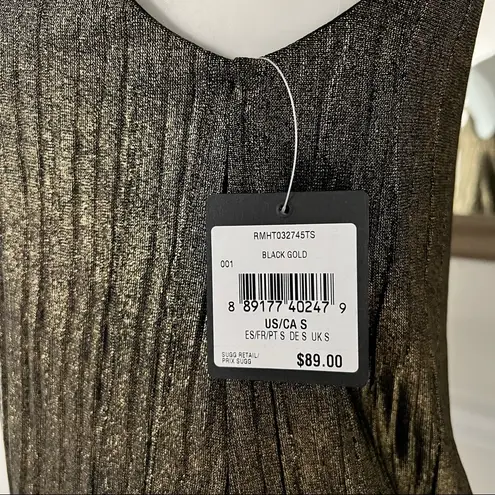 RMHT032745TS
BLACK GOLD
001
8 89177 40247 9
US/CA S
ES/FR/PT S DE S UK S
SUGG RETAIL/
PRIX SUGG
$89.00